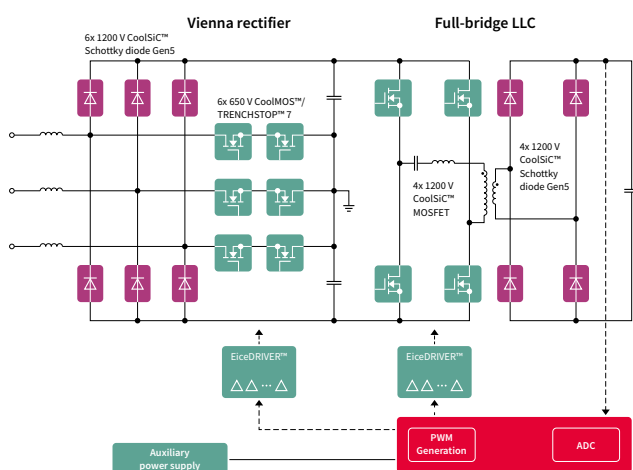 Vienna rectifier
Full-bridge LLC
6x 1200 V CoolSiC™
Schottky diode Gen5
6x 650 V CoolMOS™/
TRENCHSTOP™ 7
4x 1200 V
CoolSiC™
Schottky
diode Gen5
4x 1200 V
CoolSiC™
MOSFET
EiceDRIVER™
EiceDRIVER™
PWM
Generation
ADC
Auxiliary
power supply